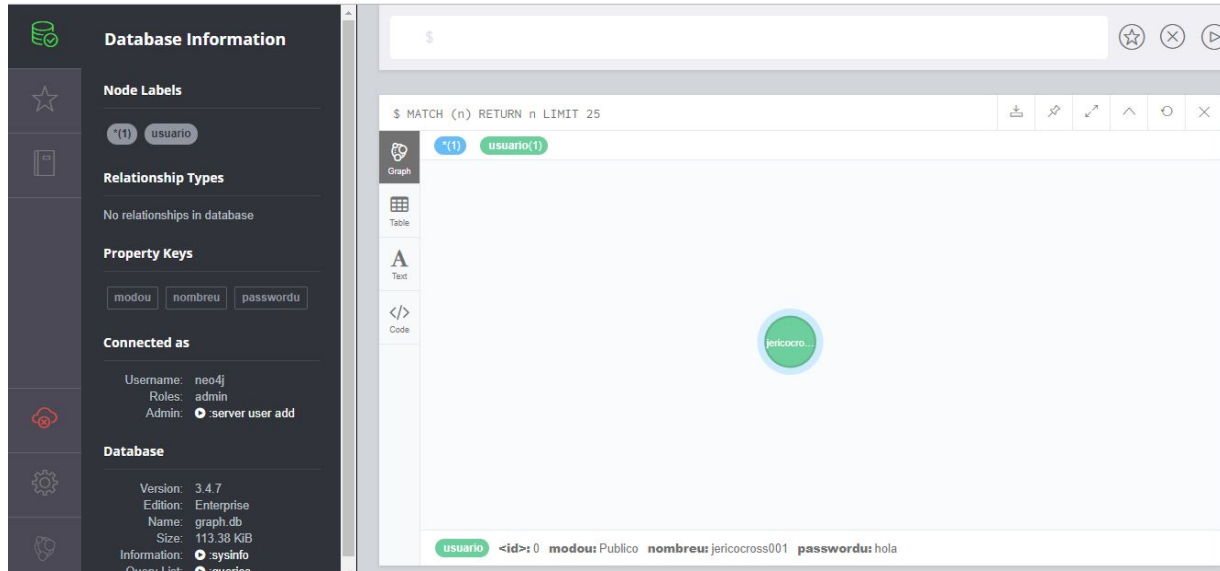 Database Information
Node Labels
*(1) usuario
Relationship Types
No relationships in database
Property Keys
modou nombreu passwordu
Connected as
Username: neo4j
Roles: admin
Admin: :server user add
Database
Version: 3.4.7
Edition: Enterprise
Name: graph.db
Size: 113.38 KiB
Information: :sysinfo
Query List: :queries
$
$ MATCH (n) RETURN n LIMIT 25
*(1) usuario(1)
Graph
Table
A
Text
</>
Code
jericocro...
usuario <id>: 0 modou: Publico nombreu: jericocross001 passwordu: hola